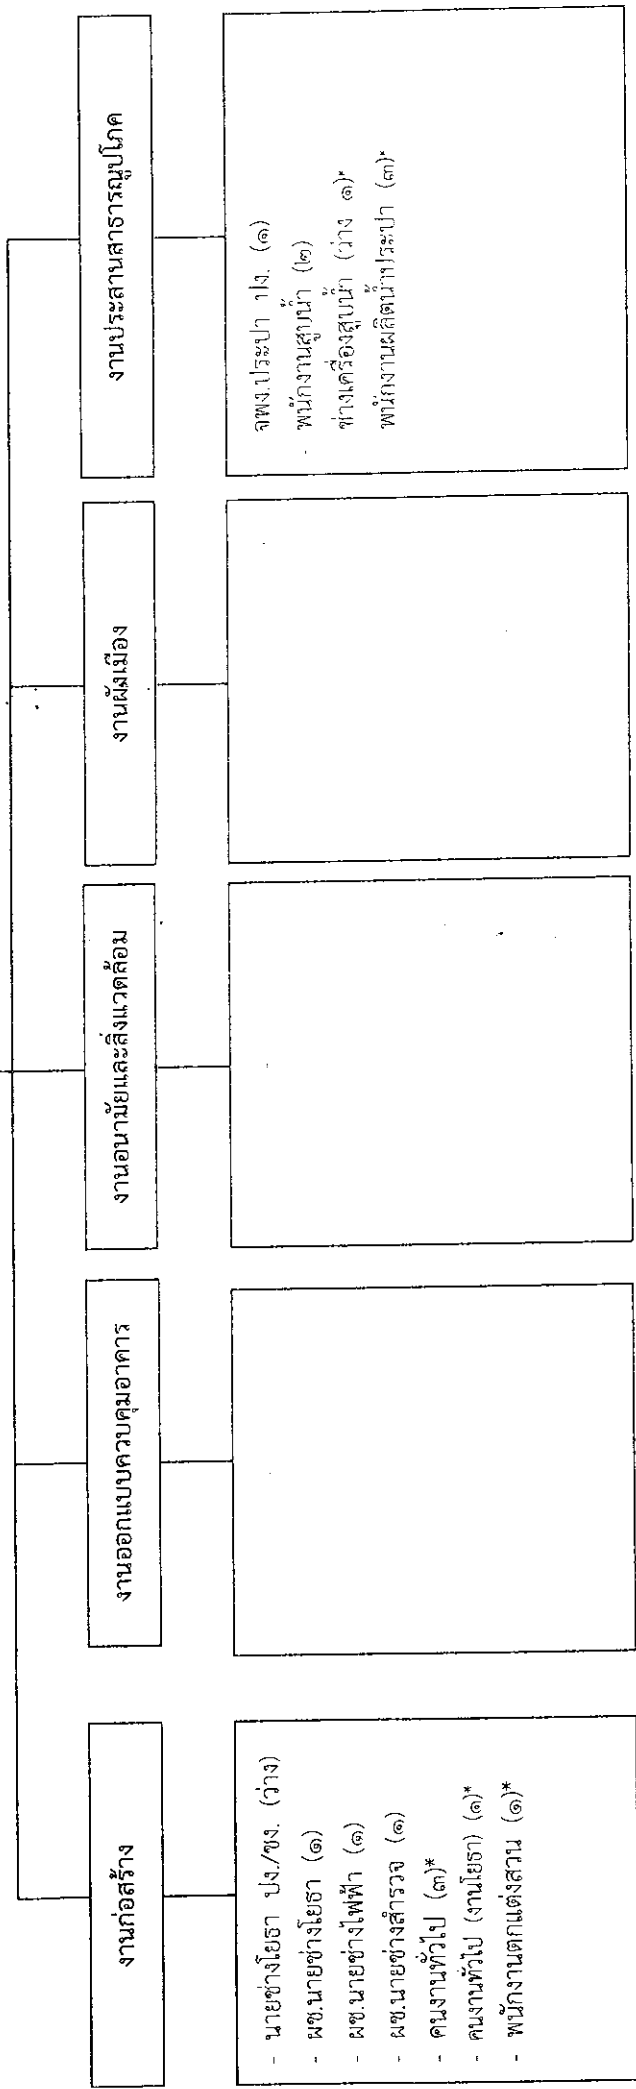 งานก่อสร้าง
- นายช่างโยธา ปง./ชง. (ว่าง)
- ผช.นายช่างโยธา (๑)
- ผช.นายช่างไฟฟ้า (๑)
- ผช.นายช่างสำรวจ (๑)
- คนงานทั่วไป (๓)*
- คนงานทั่วไป (งานโยธา) (๑)*
- พนักงานตกแต่งสวน (๑)*
งานออกแบบควบคุมอาคาร
งานอนามัยและสิ่งแวดล้อม
งานผังเมือง
งานประสานสาธารณูปโภค
จพง.ประปา ปง. (๑)
- พนักงานสูบน้ำ (๒)
ช่างเครื่องสูบน้ำ (ว่าง ๑)*
พนักงานผลิตน้ำประปา (๓)*